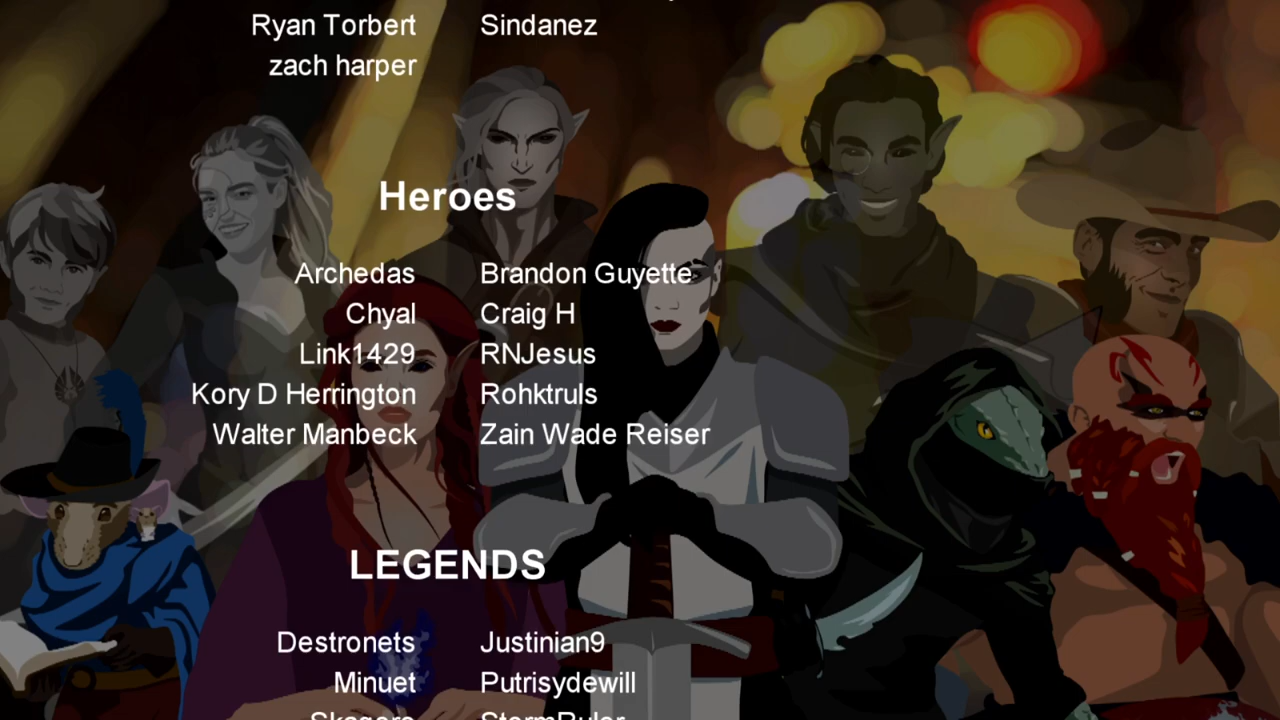 Ryan Torbert Sindanez
zach harper
Heroes
Archedas Brandon Guyette
Chyal Craig H
Link1429 RNJesus
Kory D Herrington Rohktruls
Walter Manbeck Zain Wade Reiser
LEGENDS
Destronets Justinian9
Minuet Putrisydewill